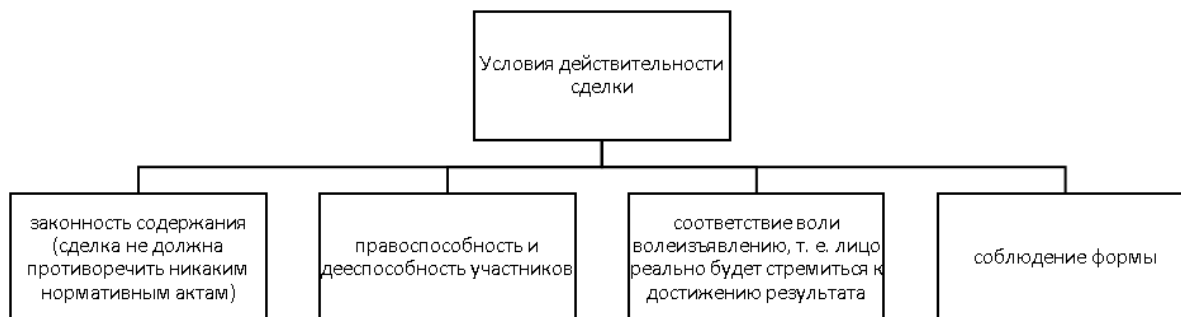 Условия действительности
сделки
законность содержания
(сделка не должна
противоречить никаким
нормативным актам)
правоспособность и
дееспособность участников
соответствие воли
волеизъявлению, т. е. лицо
реально будет стремиться к
достижению результата
соблюдение формы